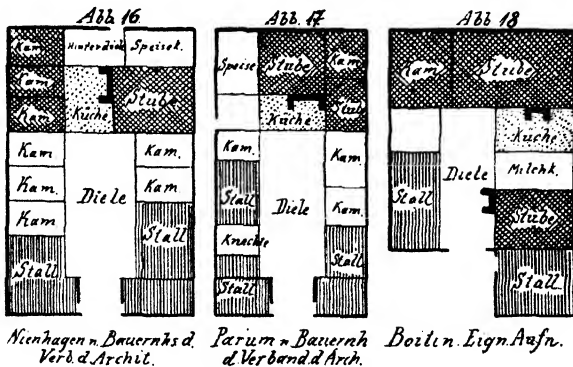 Abb 16
Kam
Hinterdiele
Speisek.
Kam
Kam
Küche
Stube
Kam
Kam.
Kam.
Diele
Kam
Kam
Stall
Stall
Nienhagen n. Bauernhs d.
Verb. d. Archit.
Abb. 17
Speise
Stube
Kam
Küche
Stub
Kam.
Kam.
Stall
Diele
Kam.
Knechte
Stall
Stall
Parum n Bauernh
d. Verband. d Arch.
Abb 18
Kam
Stube
Küche
Diele
Milchk.
Stall
Stube
Stall
Boitin n. Eign. Aufn.